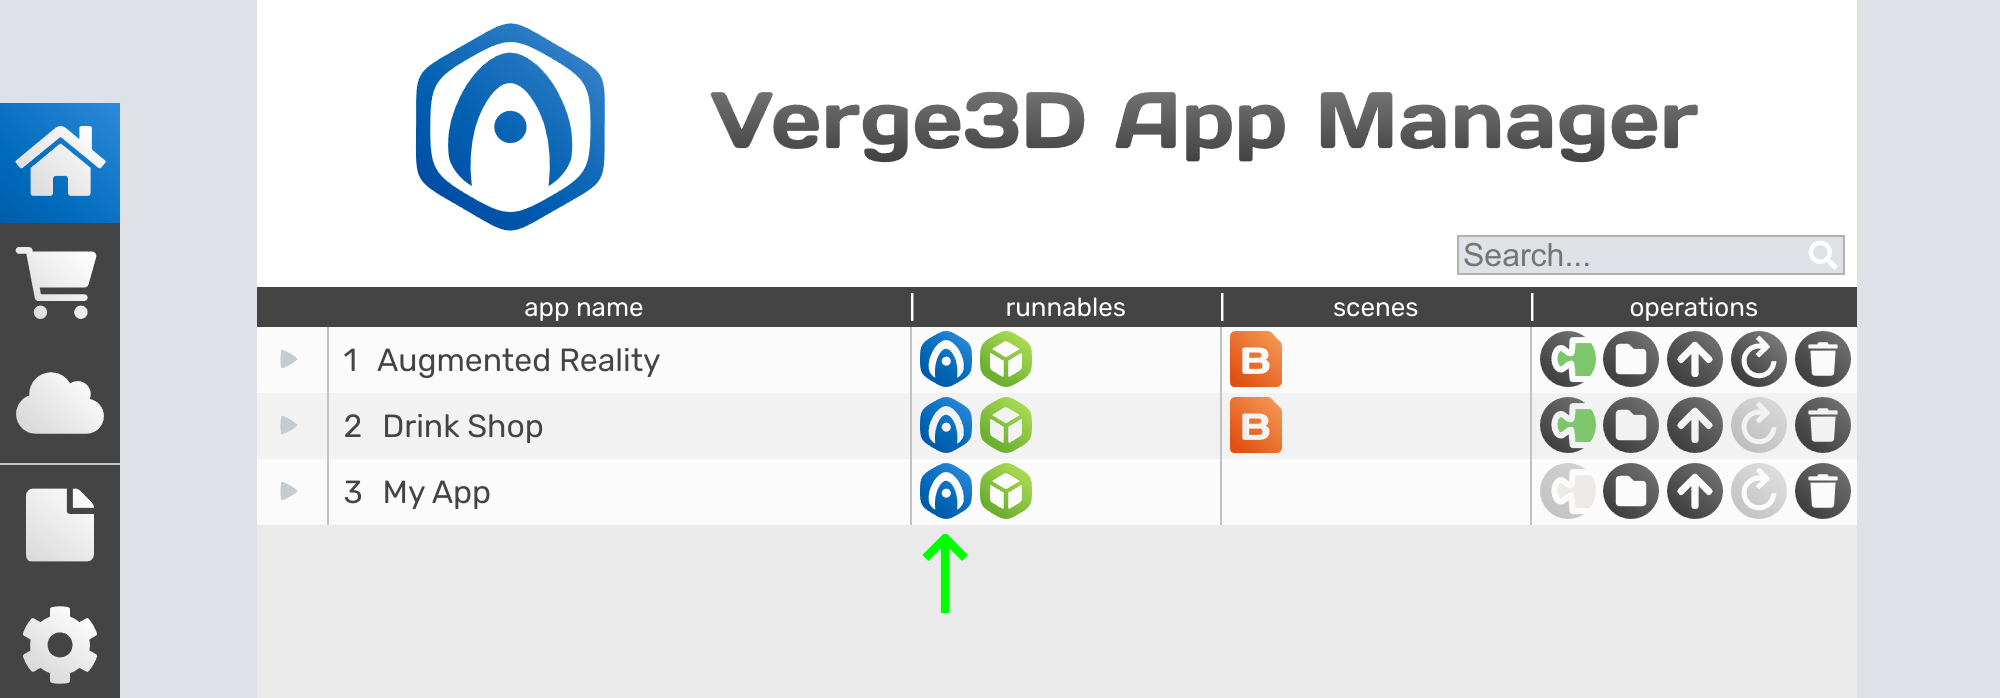 Verge3D App Manager
Search...
app name runnables scenes operations
1 Augmented Reality B
2 Drink Shop B
3 My App